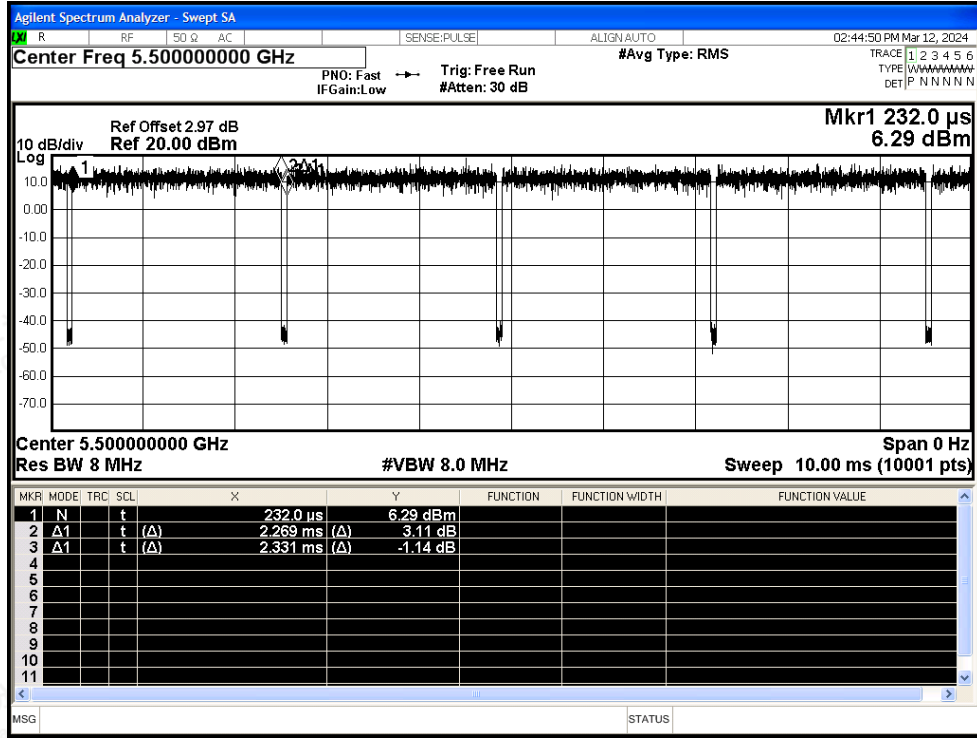 Agilent Spectrum Analyzer - Swept SA
LXI R RF 50 Ω AC SENSE:PULSE ALIGN AUTO 02:44:50 PM Mar 12, 2024
Center Freq 5.500000000 GHz #Avg Type: RMS TRACE 1 2 3 4 5 6
PNO: Fast Trig: Free Run TYPE WWWWWW
IFGain:Low #Atten: 30 dB DET P N N N N N
Mkr1 232.0 µs
Ref Offset 2.97 dB
10 dB/div Ref 20.00 dBm 6.29 dBm
Log
1 2Δ1
10.0
0.00
-10.0
-20.0
-30.0
-40.0
-50.0
-60.0
-70.0
Center 5.500000000 GHz Span 0 Hz
Res BW 8 MHz #VBW 8.0 MHz Sweep 10.00 ms (10001 pts)
MKR MODE TRC SCL X Y FUNCTION FUNCTION WIDTH FUNCTION VALUE
1 N t 232.0 µs 6.29 dBm
2 Δ1 t (Δ) 2.269 ms (Δ) 3.11 dB
3 Δ1 t (Δ) 2.331 ms (Δ) -1.14 dB
4
5
6
7
8
9
10
11
MSG STATUS